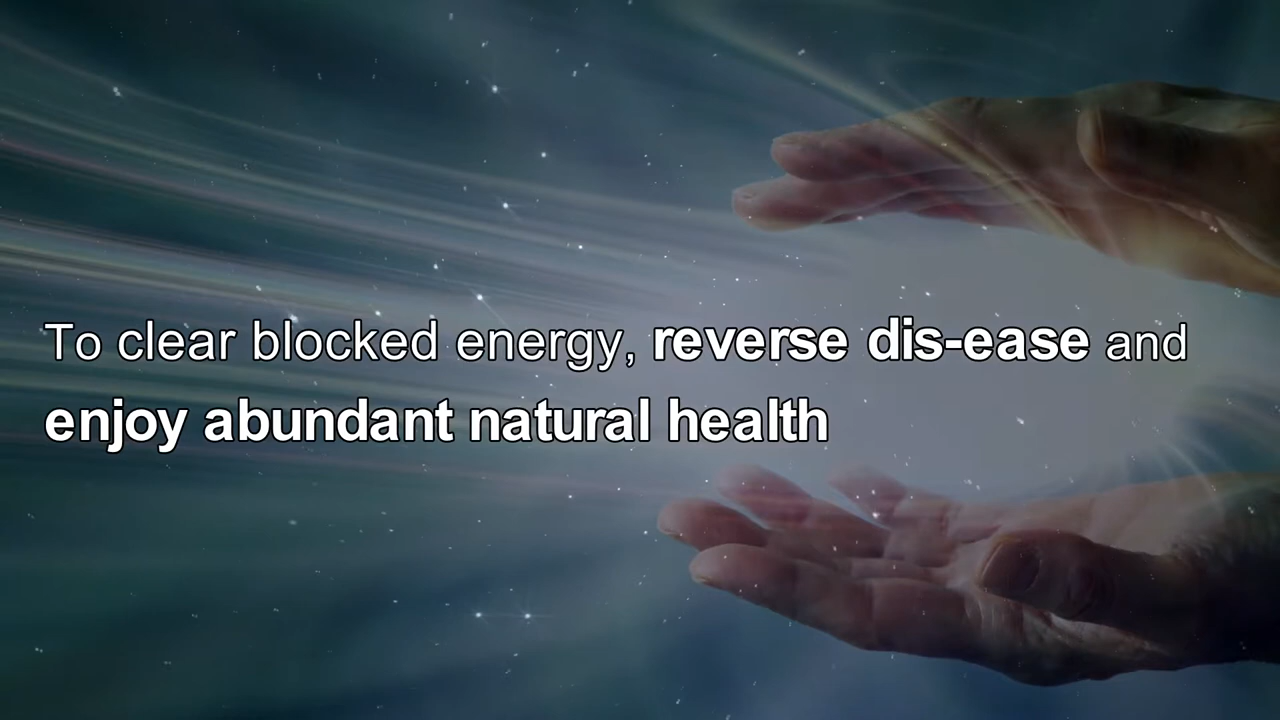 To clear blocked energy, reverse dis-ease and
enjoy abundant natural health